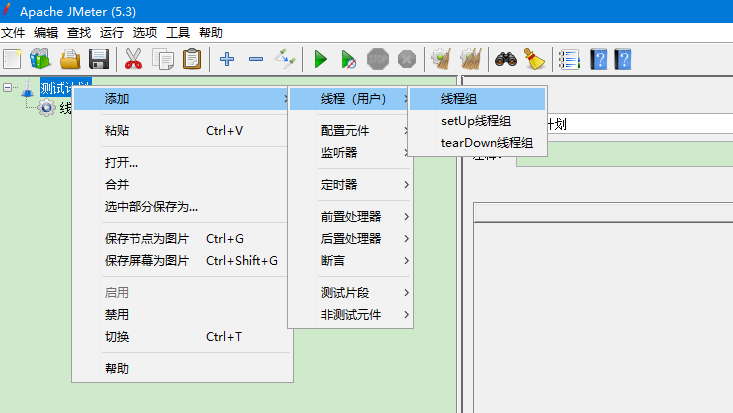 Apache JMeter (5.3)
文件 编辑 查找 运行 选项 工具 帮助
测试计划
线
添加
粘贴 Ctrl+V
打开...
合并
选中部分保存为...
保存节点为图片 Ctrl+G
保存屏幕为图片 Ctrl+Shift+G
启用
禁用
切换 Ctrl+T
帮助
线程（用户）
配置元件
监听器
定时器
前置处理器
后置处理器
断言
测试片段
非测试元件
线程组
setUp线程组
tearDown线程组
计划